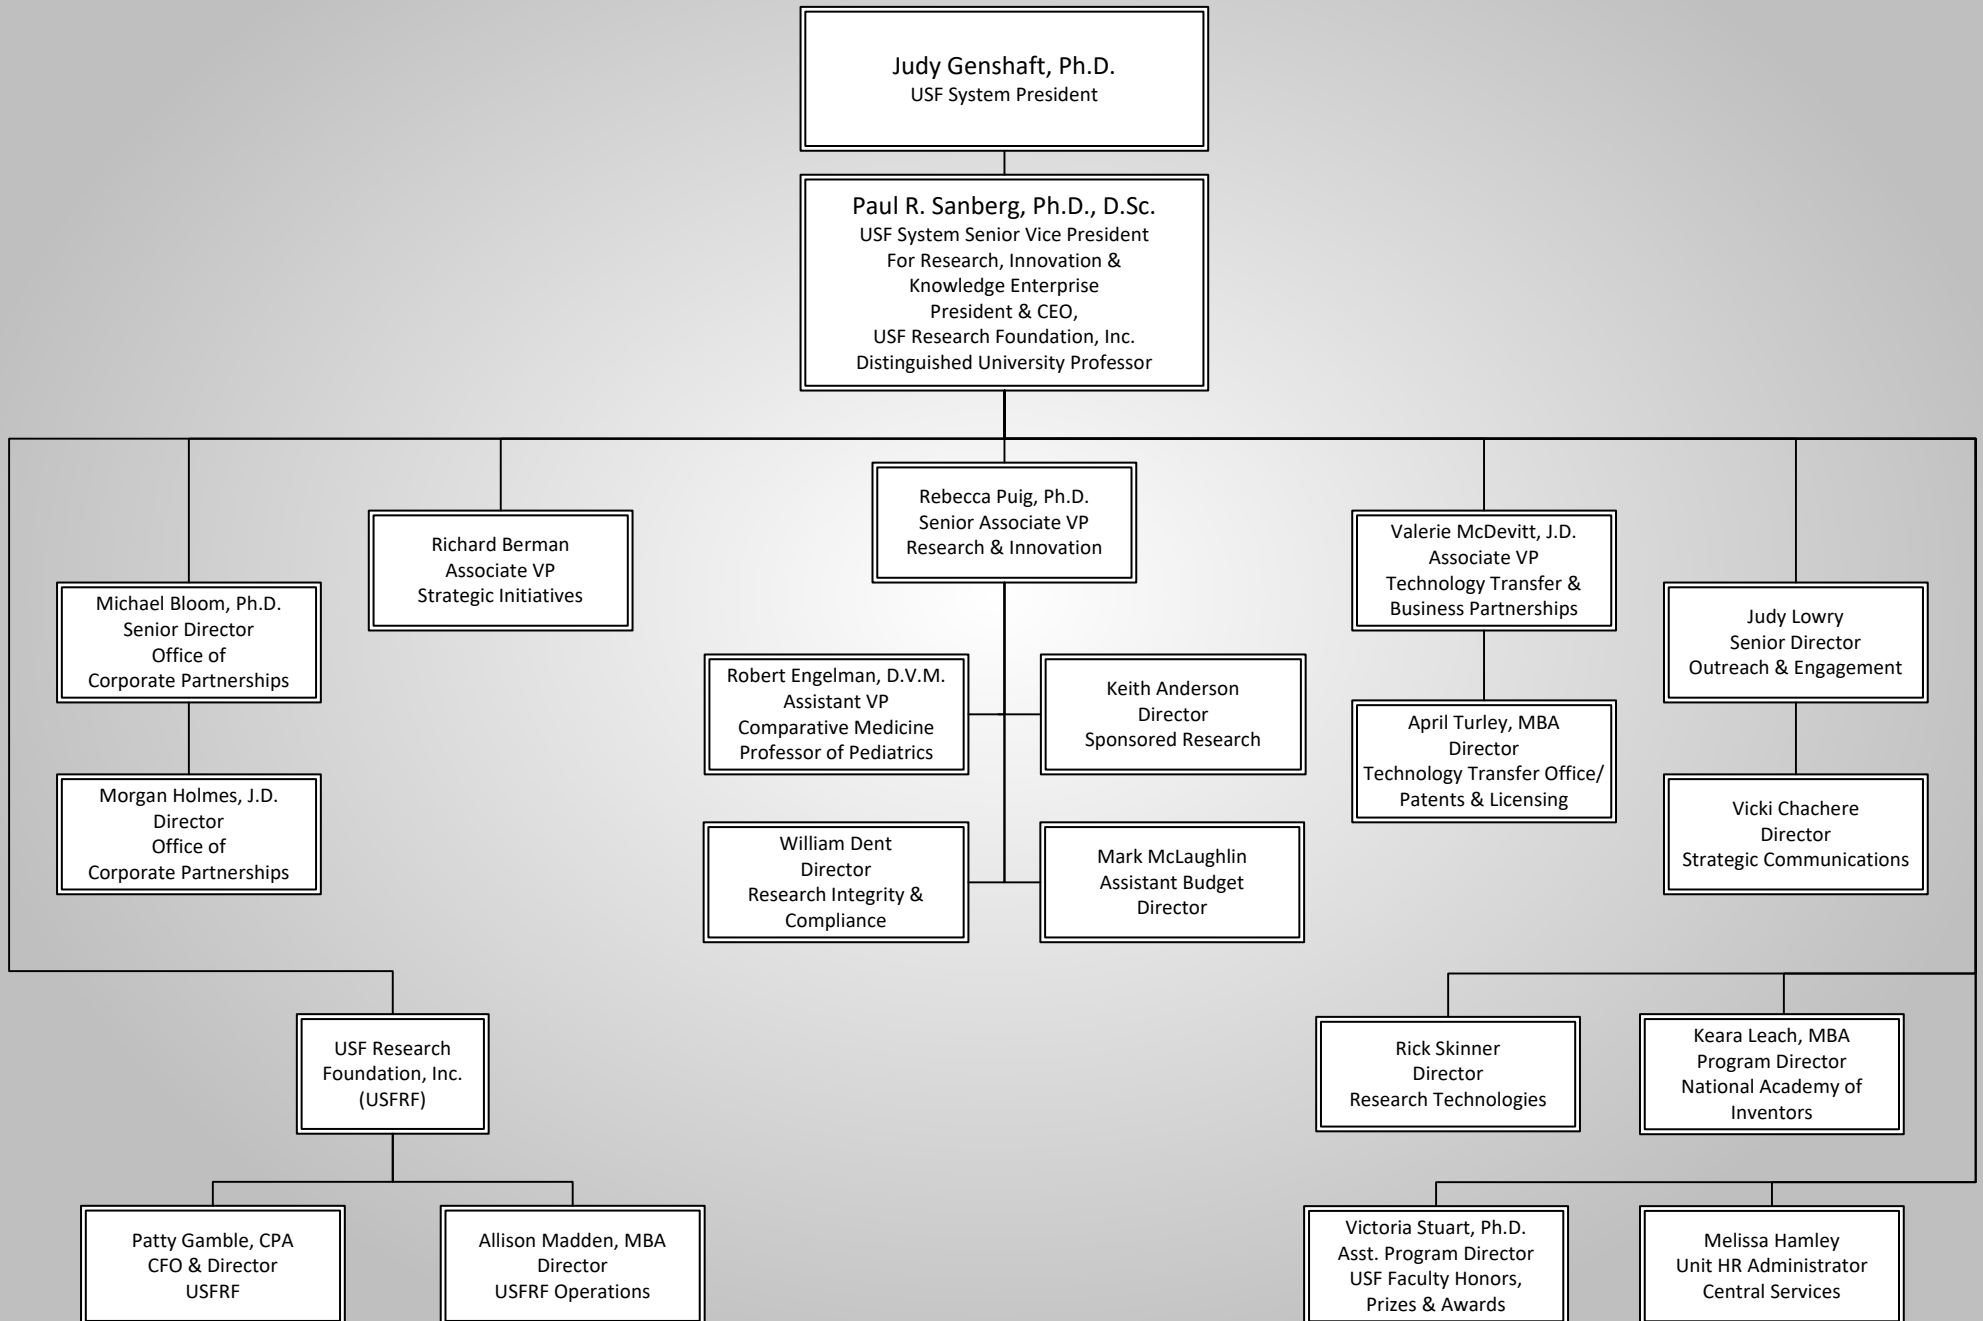 Judy Genshaft, Ph.D.
USF System President
Paul R. Sanberg, Ph.D., D.Sc.
USF System Senior Vice President
For Research, Innovation &
Knowledge Enterprise
President & CEO,
USF Research Foundation, Inc.
Distinguished University Professor
Michael Bloom, Ph.D.
Senior Director
Office of
Corporate Partnerships
Morgan Holmes, J.D.
Director
Office of
Corporate Partnerships
Richard Berman
Associate VP
Strategic Initiatives
Rebecca Puig, Ph.D.
Senior Associate VP
Research & Innovation
Robert Engelman, D.V.M.
Assistant VP
Comparative Medicine
Professor of Pediatrics
Keith Anderson
Director
Sponsored Research
William Dent
Director
Research Integrity &
Compliance
Mark McLaughlin
Assistant Budget
Director
Valerie McDevitt, J.D.
Associate VP
Technology Transfer &
Business Partnerships
April Turley, MBA
Director
Technology Transfer Office/
Patents & Licensing
Judy Lowry
Senior Director
Outreach & Engagement
Vicki Chachere
Director
Strategic Communications
USF Research
Foundation, Inc.
(USFRF)
Patty Gamble, CPA
CFO & Director
USFRF
Allison Madden, MBA
Director
USFRF Operations
Rick Skinner
Director
Research Technologies
Keara Leach, MBA
Program Director
National Academy of
Inventors
Victoria Stuart, Ph.D.
Asst. Program Director
USF Faculty Honors,
Prizes & Awards
Melissa Hamley
Unit HR Administrator
Central Services